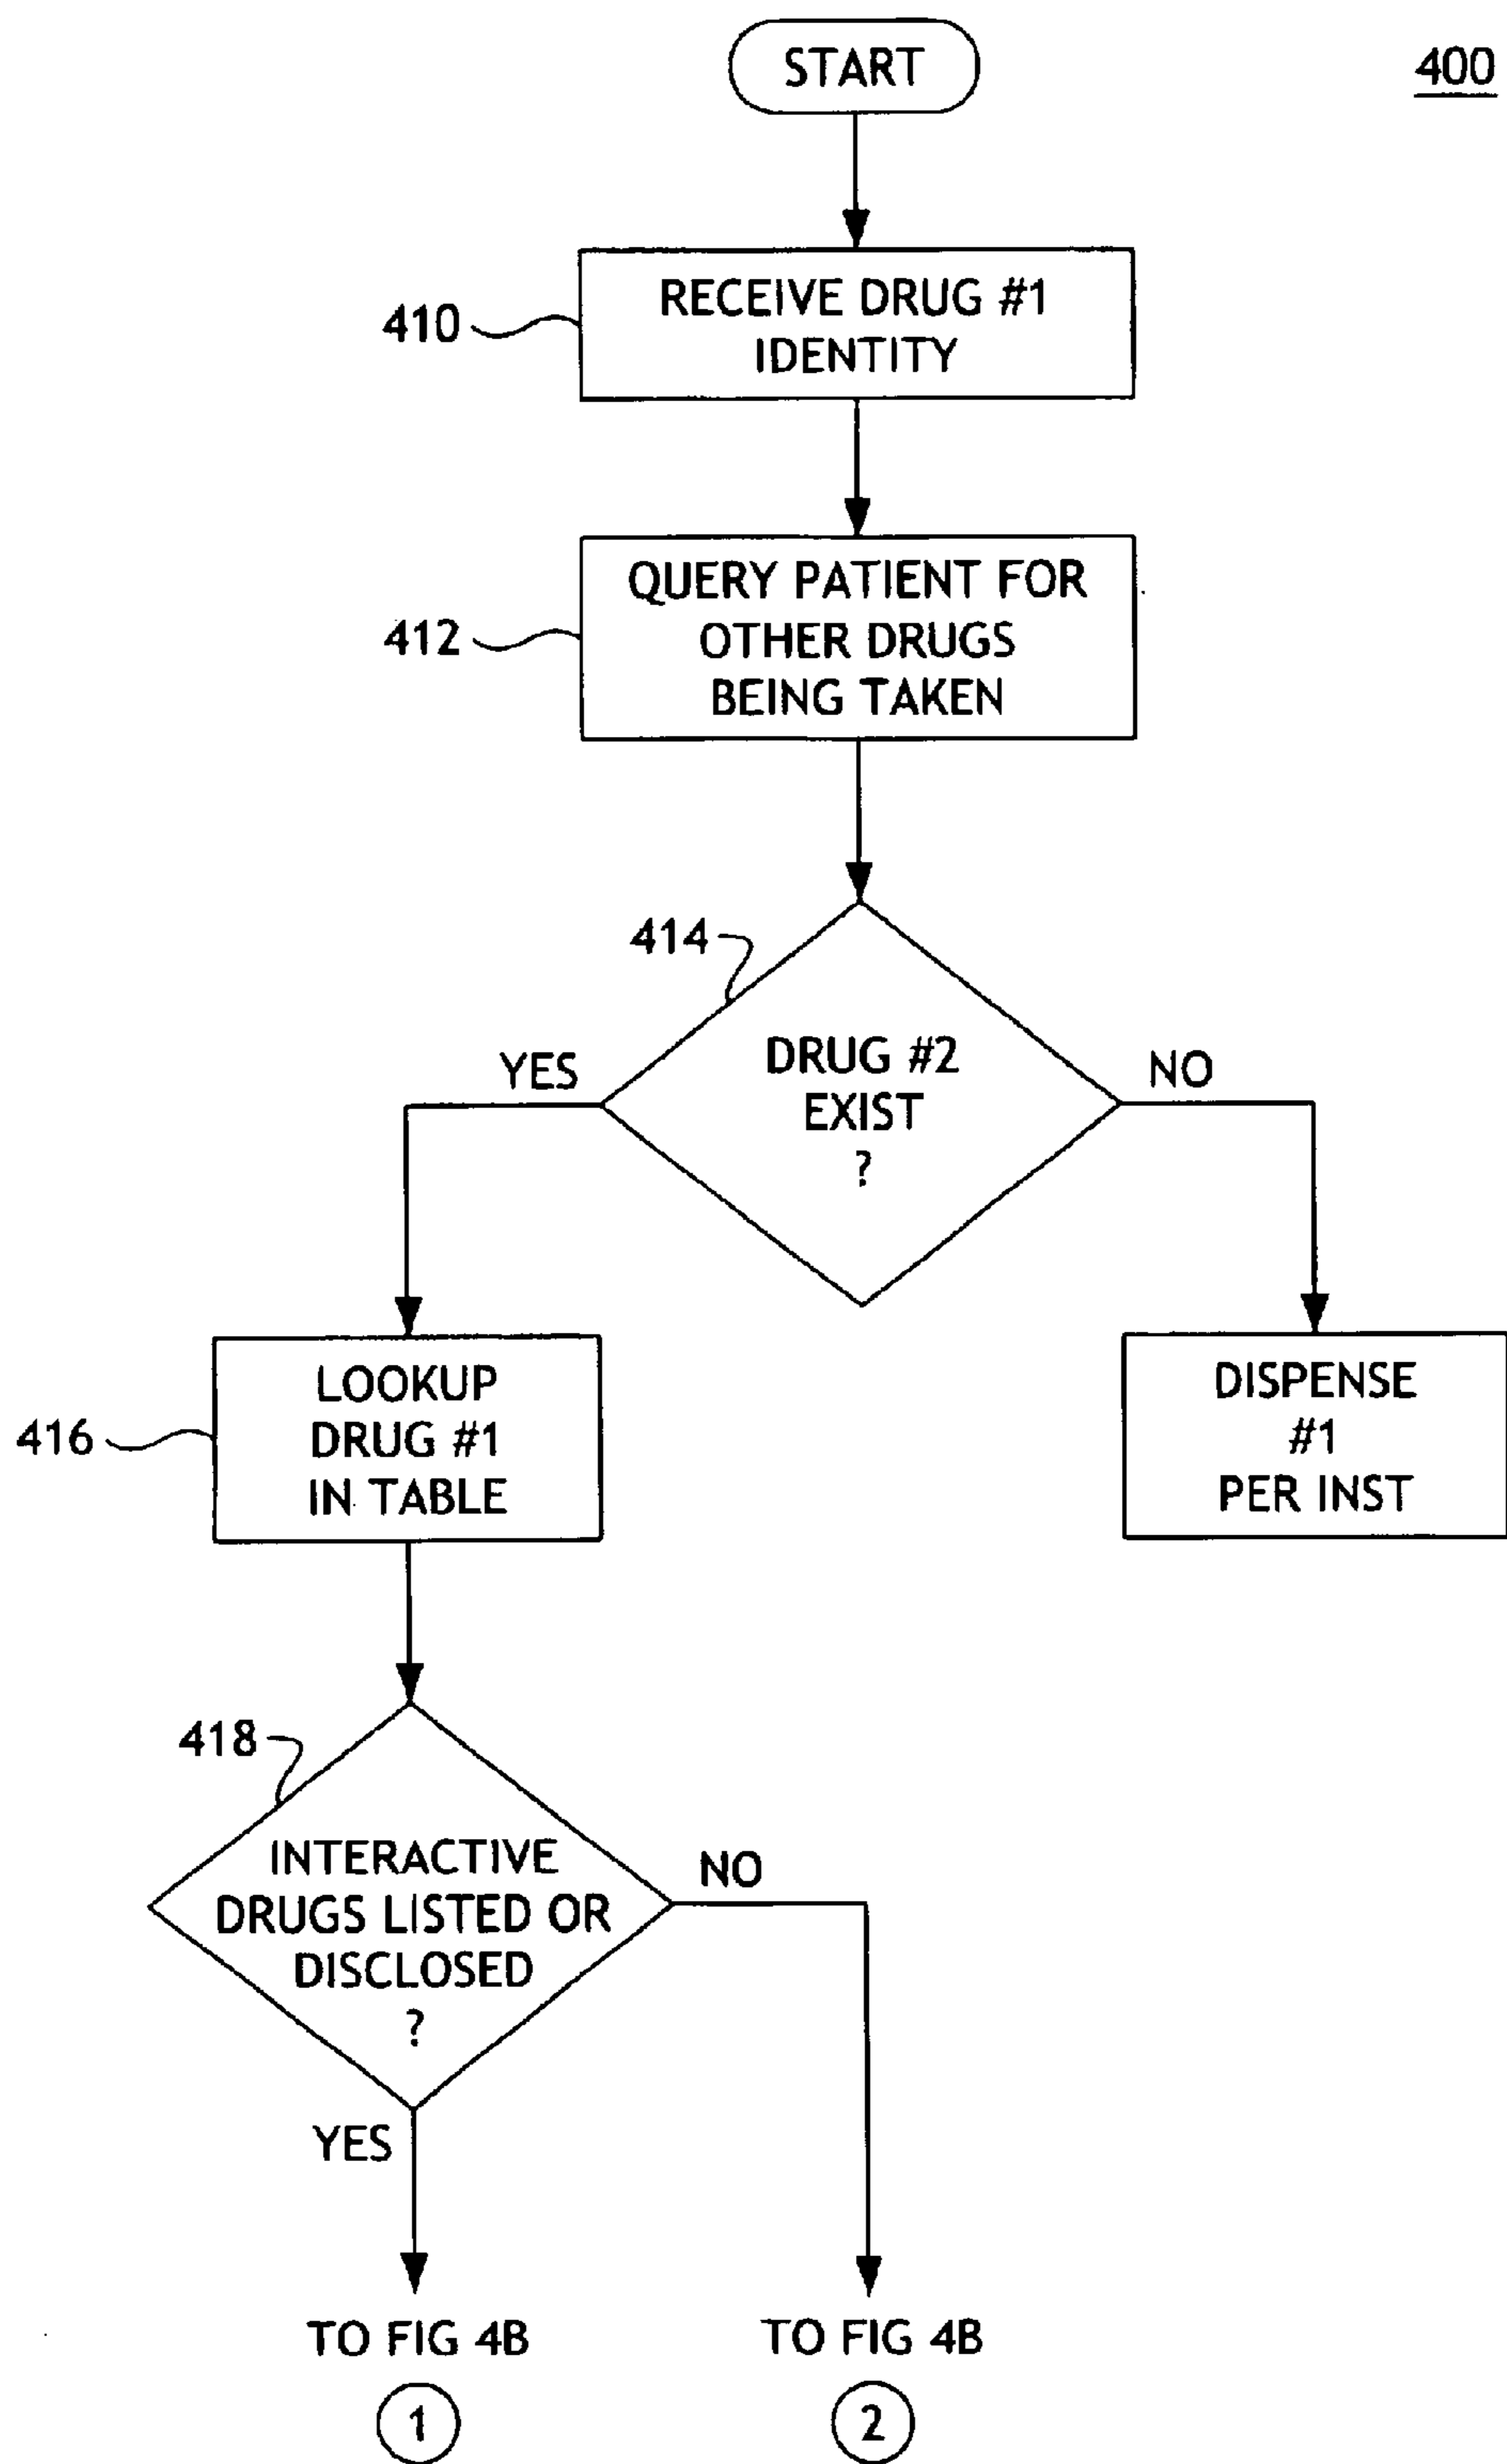 START
400
410
RECEIVE DRUG #1
IDENTITY
412
QUERY PATIENT FOR
OTHER DRUGS
BEING TAKEN
414
YES
DRUG #2
EXIST
?
NO
416
LOOKUP
DRUG #1
IN TABLE
DISPENSE
#1
PER INST
418
INTERACTIVE
DRUGS LISTED OR
DISCLOSED
?
NO
YES
TO FIG 4B
1
TO FIG 4B
2